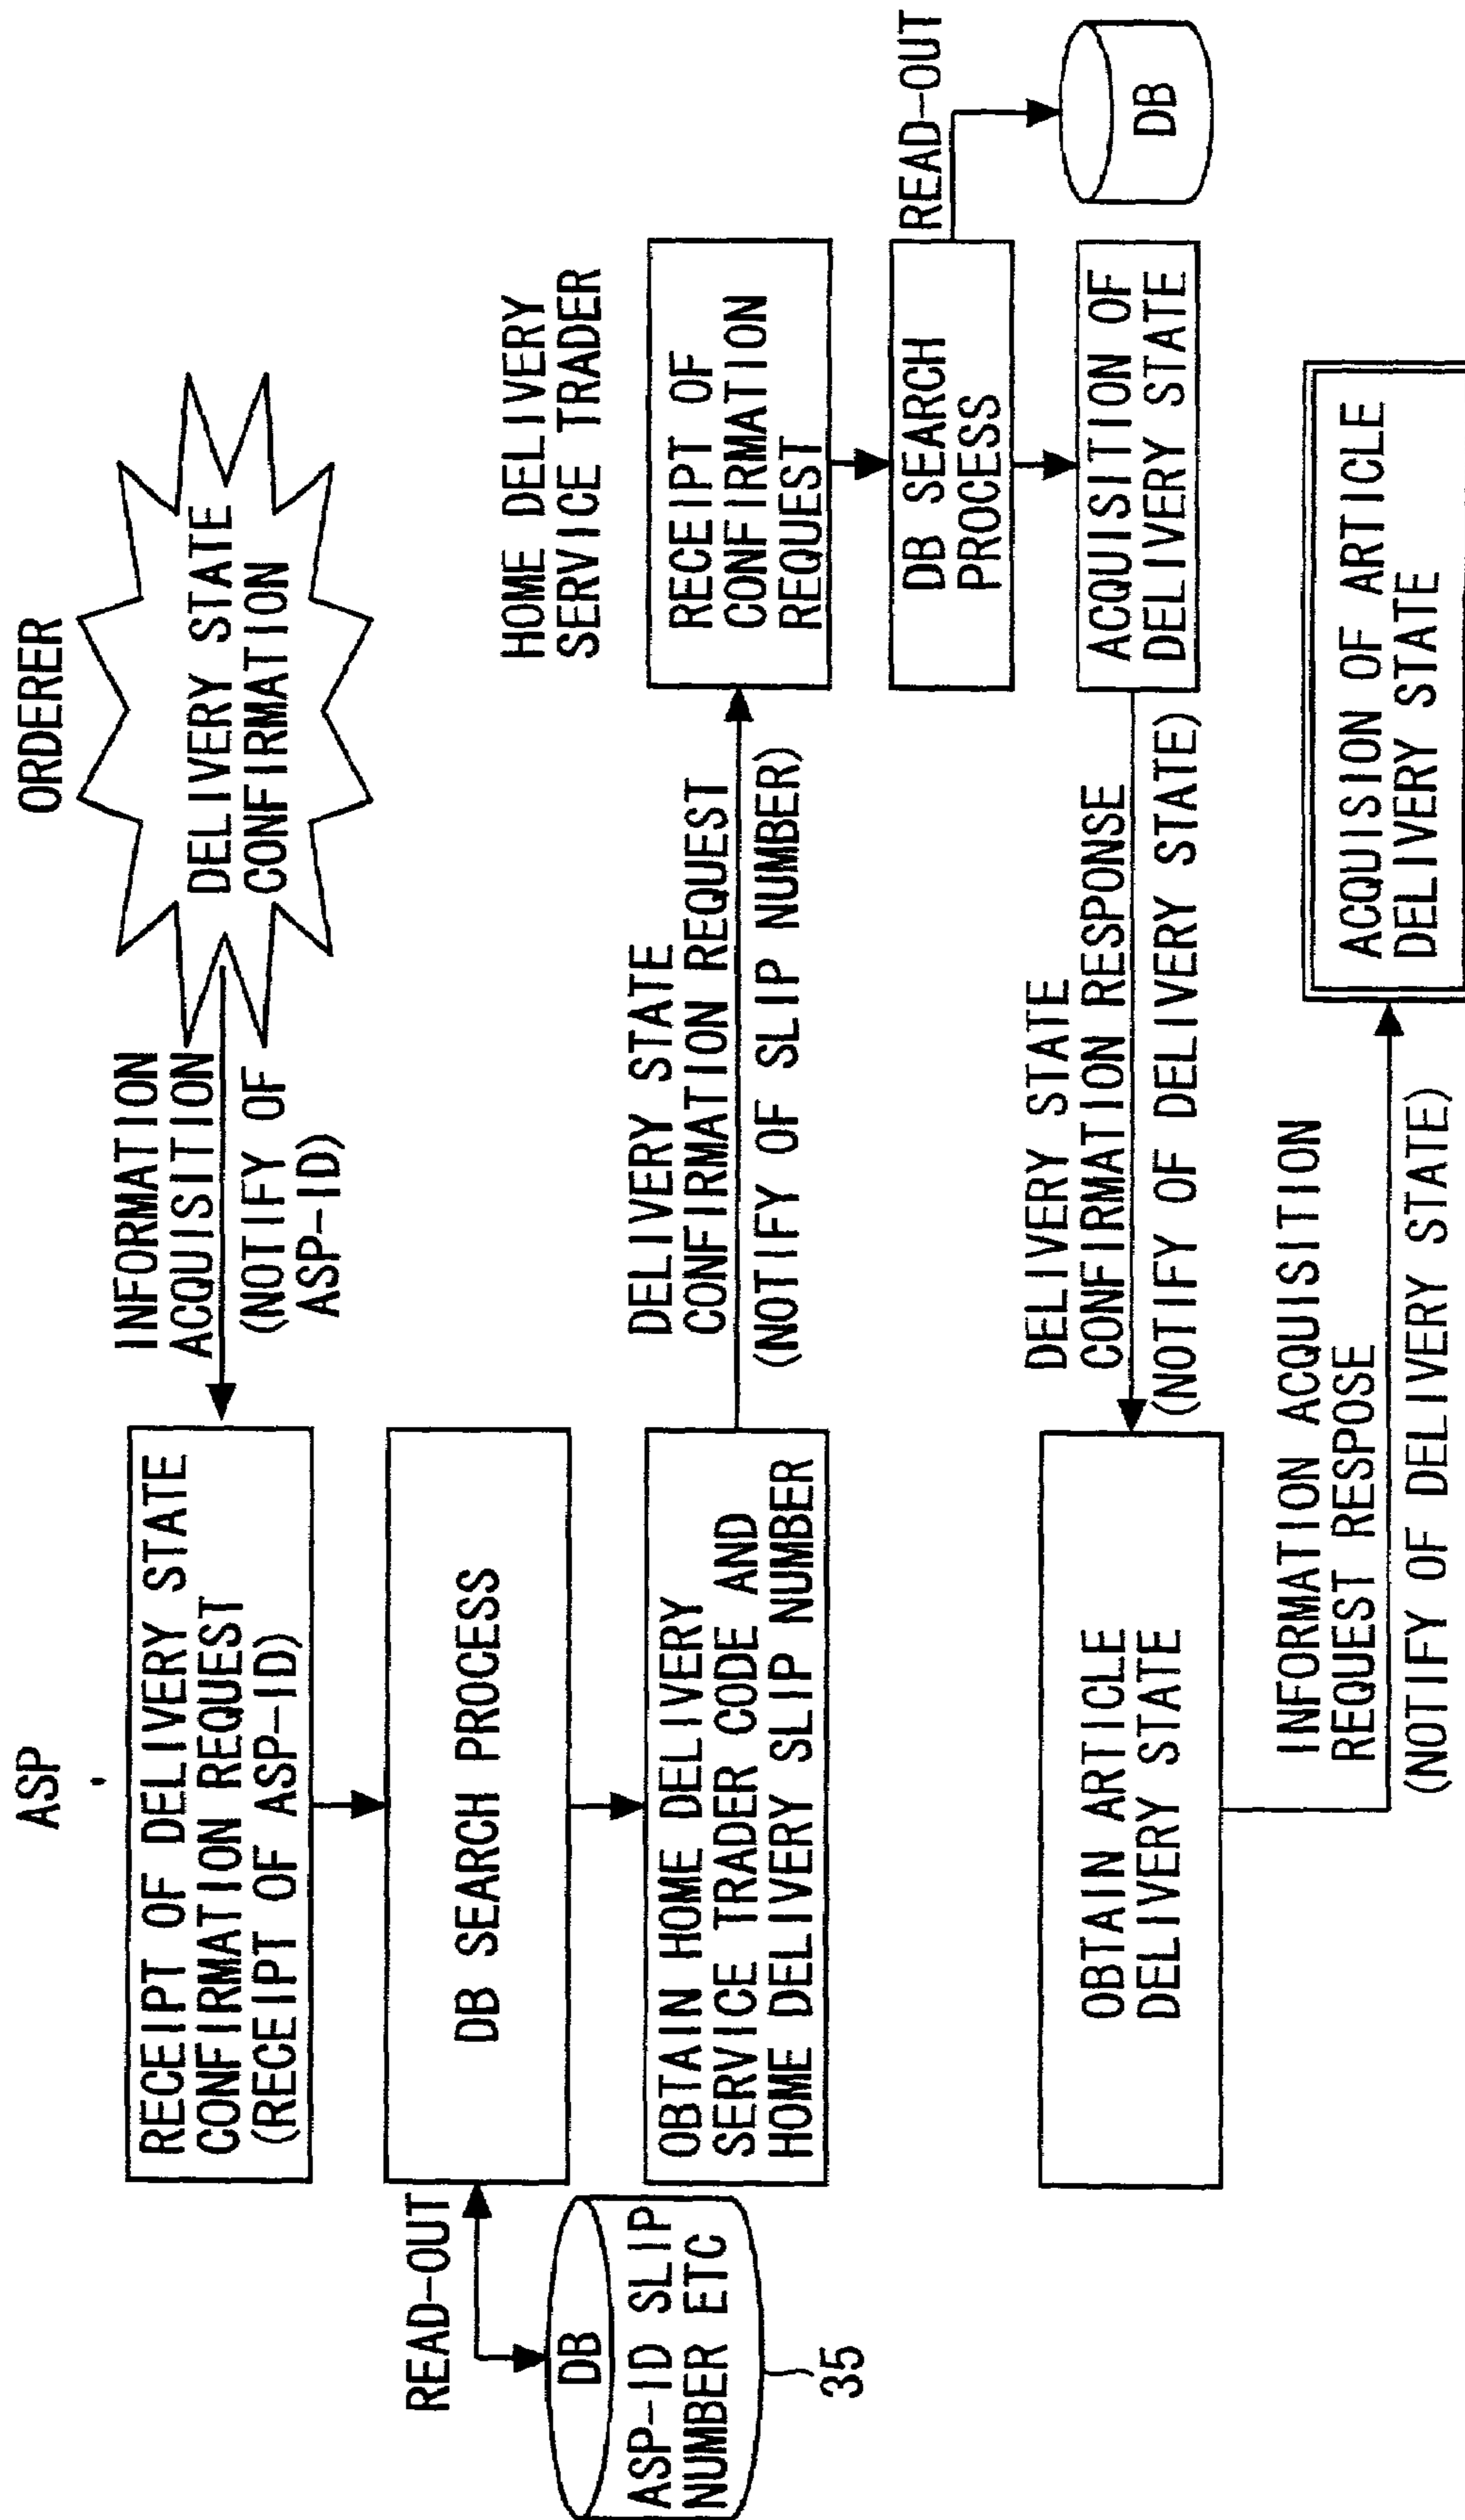 ASP
ORDERER
INFORMATION
ACQUISITION
(NOTIFY OF
ASP-ID)
DELIVERY STATE
CONFIRMATION
RECEIPT OF DELIVERY STATE
CONFIRMATION REQUEST
(RECEIPT OF ASP-ID)
READ-OUT
DB SEARCH PROCESS
DB
ASP-ID SLIP
NUMBER ETC
35
OBTAIN HOME DELIVERY
SERVICE TRADER CODE AND
HOME DELIVERY SLIP NUMBER
DELIVERY STATE
CONFIRMATION REQUEST
(NOTIFY OF SLIP NUMBER)
HOME DELIVERY
SERVICE TRADER
RECEIPT OF
CONFIRMATION
REQUEST
DB SEARCH
PROCESS
READ-OUT
DB
ACQUISITION OF
DELIVERY STATE
DELIVERY STATE
CONFIRMATION RESPONSE
(NOTIFY OF DELIVERY STATE)
OBTAIN ARTICLE
DELIVERY STATE
INFORMATION ACQUISITION
REQUEST RESPOSE
(NOTIFY OF DELIVERY STATE)
ACQUISION OF ARTICLE
DELIVERY STATE